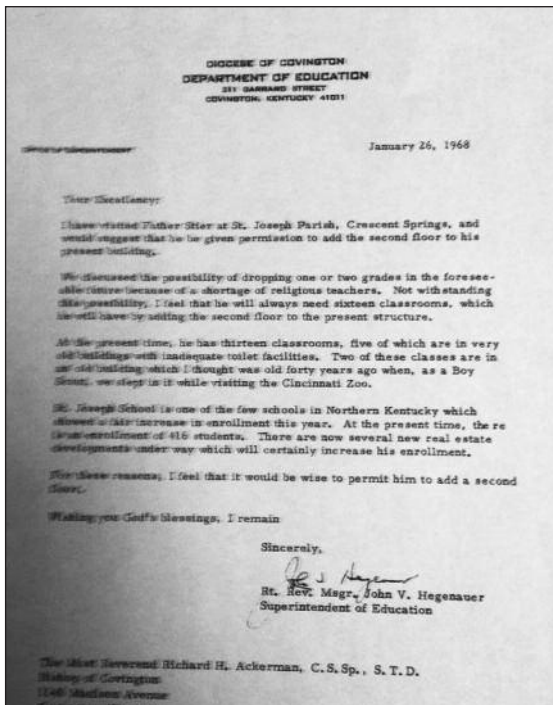 DIOCESE OF COVINGTON
DEPARTMENT OF EDUCATION
COVINGTON, KENTUCKY 41011
January 26, 1968
Your Excellency:
I have visited Father Stier at St. Joseph Parish, Crescent Springs, and
would suggest that he be given permission to add the second floor to his
present building.
We discussed the possibility of dropping one or two grades in the foresee-
able future because of a shortage of religious teachers. Not withstanding
this possibility, I feel that he will always need sixteen classrooms, which
he will have by adding the second floor to the present structure.
At the present time, he has thirteen classrooms, five of which are in very
old buildings with inadequate toilet facilities. Two of these classes are in
an old building which I thought was old forty years ago when, as a Boy
Scout, we slept in it while visiting the Cincinnati Zoo.
St. Joseph School is one of the few schools in Northern Kentucky which
showed a fair increase in enrollment this year. At the present time, the re
is an enrollment of 416 students. There are now several new real estate
developments under way which will certainly increase his enrollment.
For these reasons, I feel that it would be wise to permit him to add a second
floor.
Wishing you God's blessings, I remain
Sincerely,
Rt. Rev. Msgr. John V. Hegenauer
Superintendent of Education
The Most Reverend Richard H. Ackerman, C. S. Sp., S. T. D.
Bishop of Covington
1140 Madison Avenue